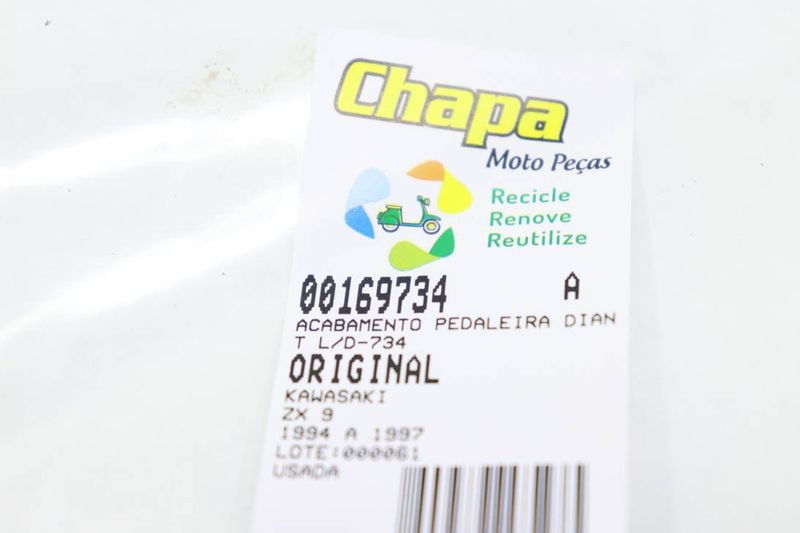 Chapa
Moto Peças
Recicle
Renove
Reutilize
00169734 A
ACABAMENTO PEDALEIRA DIAN
T L/D-734
ORIGINAL
KAWASAKI
ZX 9
1994 A 1997
LOTE:000061
USADA